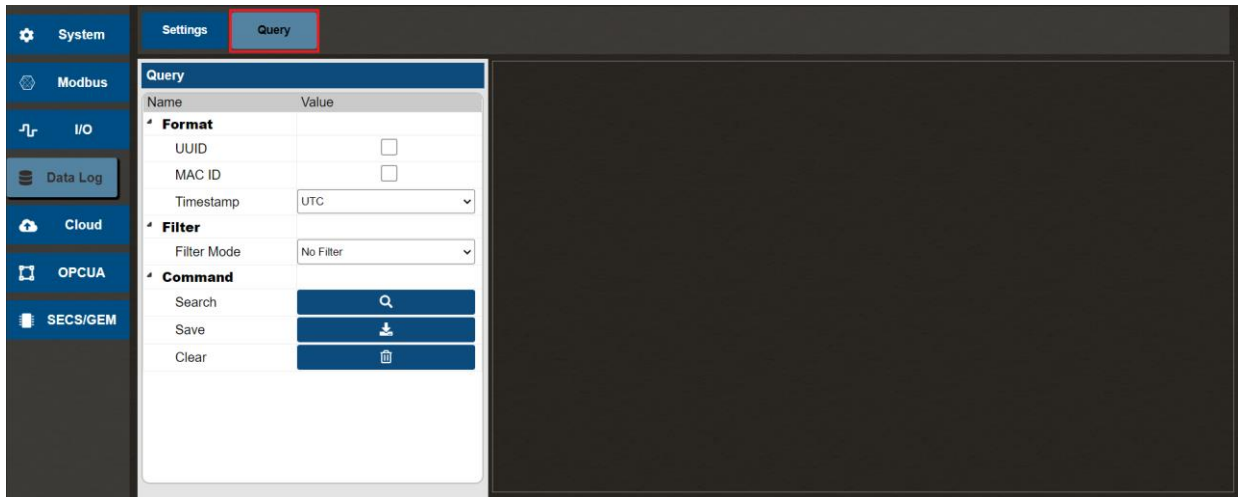 System
Modbus
I/O
Data Log
Cloud
OPCUA
SECS/GEM
Settings Query
Query
Name Value
Format
UUID
MAC ID
Timestamp UTC
Filter
Filter Mode No Filter
Command
Search
Save
Clear